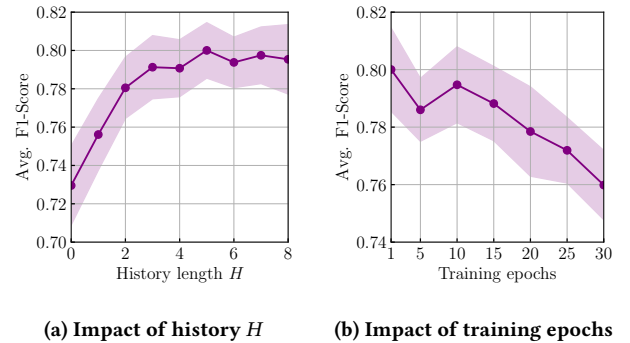 0.82
0.80
0.78
0.76
0.74
0.72
0.70
Avg. F1-Score
0 2 4 6 8
History length H
(a) Impact of history H
0.82
0.80
0.78
0.76
0.74
Avg. F1-Score
1 5 10 15 20 25 30
Training epochs
(b) Impact of training epochs